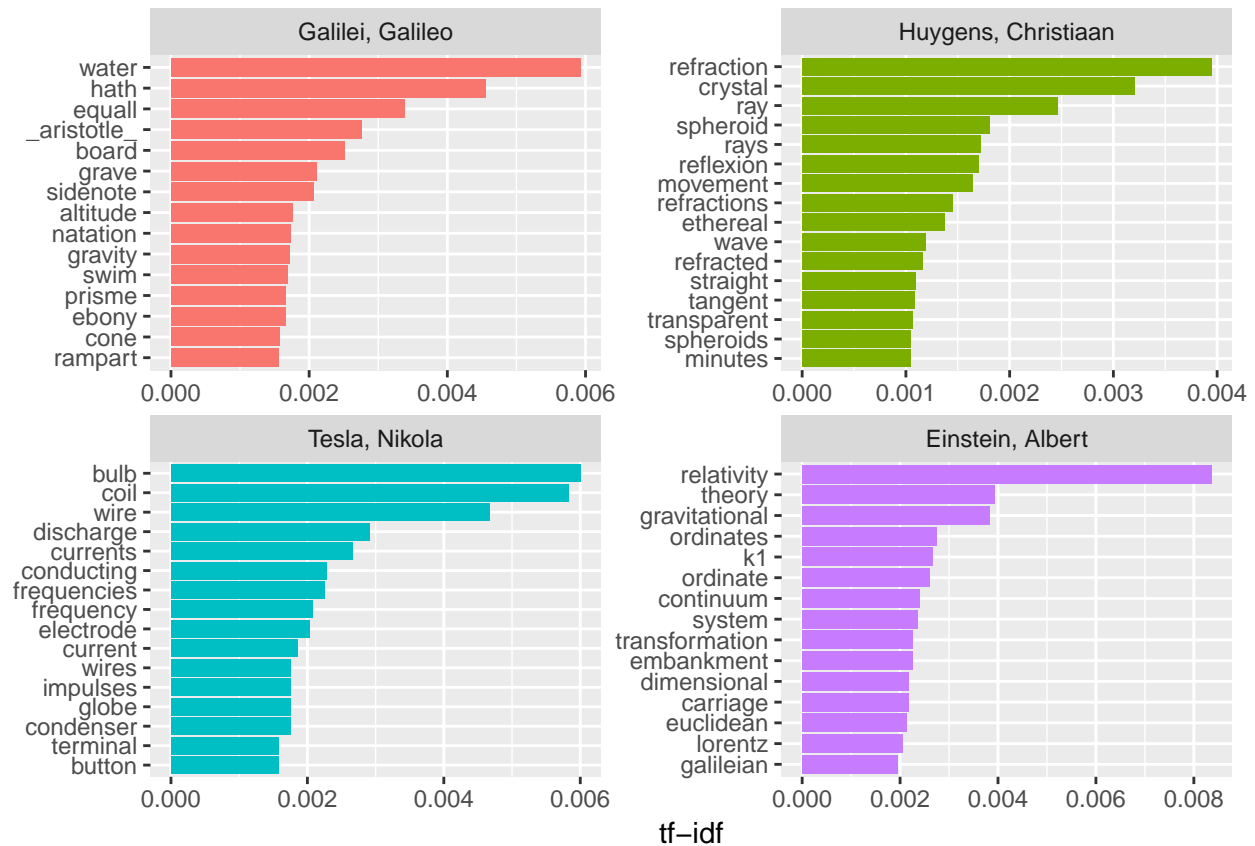 Galilei, Galileo
water
hath
equall
_aristotle_
board
grave
sidenote
altitude
natation
gravity
swim
prisme
ebony
cone
rampart
0.000 0.002 0.004 0.006
Huygens, Christiaan
refraction
crystal
ray
spheroid
rays
reflexion
movement
refractions
ethereal
wave
refracted
straight
tangent
transparent
spheroids
minutes
0.000 0.001 0.002 0.003 0.004
Tesla, Nikola
bulb
coil
wire
discharge
currents
conducting
frequencies
frequency
electrode
current
wires
impulses
globe
condenser
terminal
button
0.000 0.002 0.004 0.006
Einstein, Albert
relativity
theory
gravitational
ordinates
k1
ordinate
continuum
system
transformation
embankment
dimensional
carriage
euclidean
lorentz
galileian
0.000 0.002 0.004 0.006 0.008
tf−idf